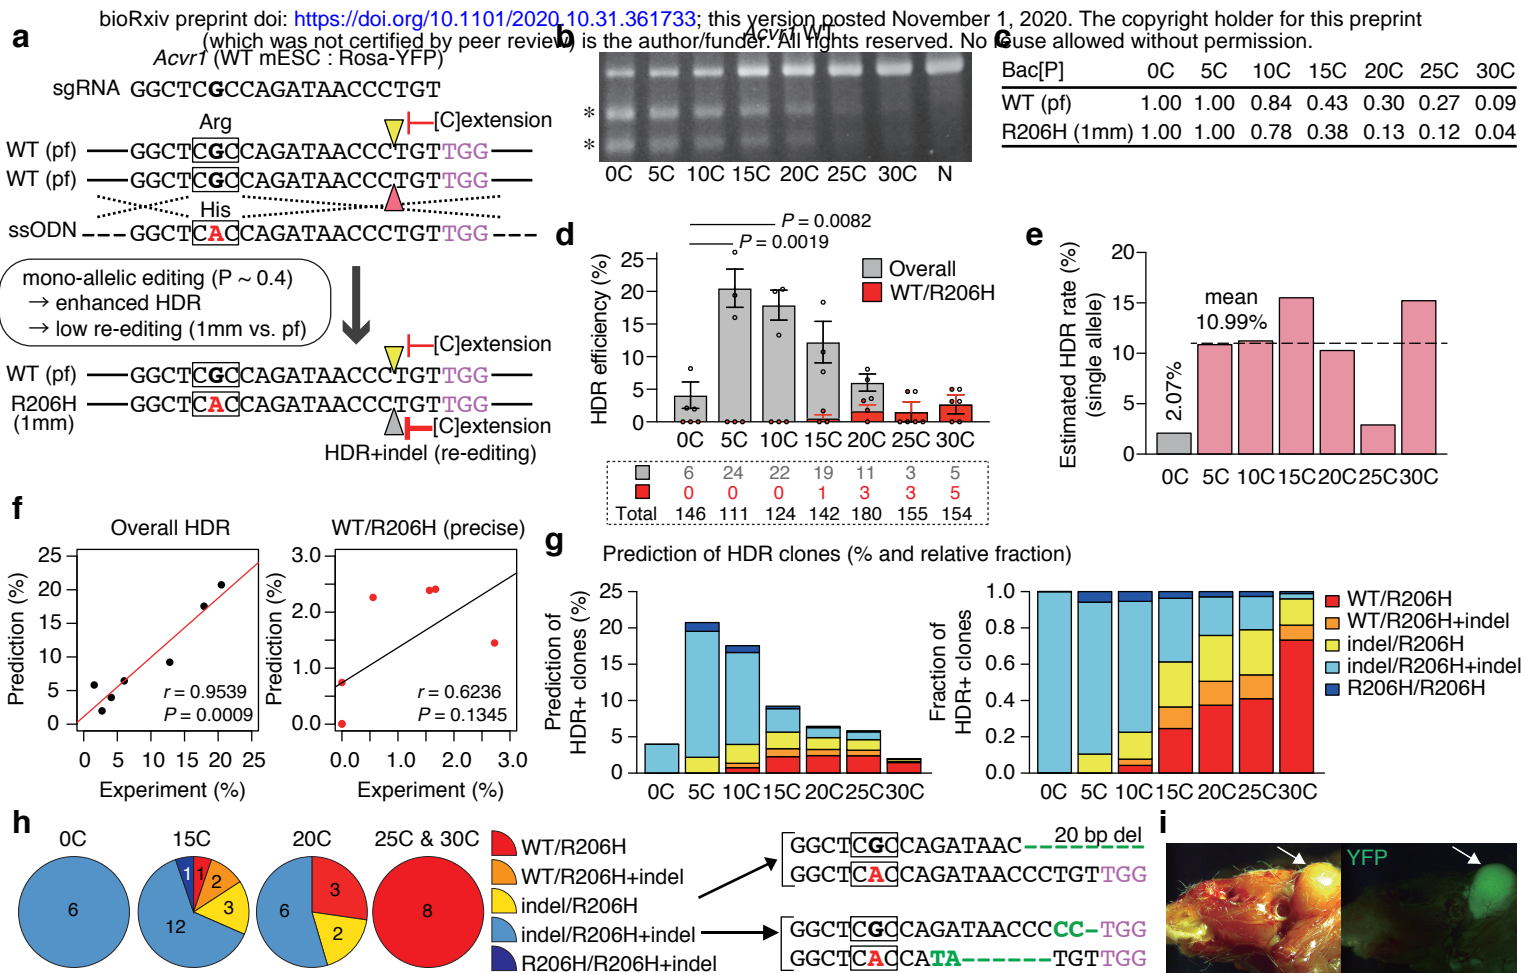 bioRxiv preprint doi: https://doi.org/10.1101/2020.10.31.361733; this version posted November 1, 2020. The copyright holder for this preprint
(which was not certified by peer review) is the author/funder. All rights reserved. No reuse allowed without permission.
a
Acvr1 (WT mESC : Rosa-YFP)
sgRNA GGCTCGCCAGATAACCCTGT
Arg
[C]extension
WT (pf) GGCTCGCCAGATAACCCTGTTGG
WT (pf) GGCTCGCCAGATAACCCTGTTGG
His
ssODN GGCTCACCAGATAACCCTGTTGG
mono-allelic editing (P ~ 0.4)
→ enhanced HDR
→ low re-editing (1mm vs. pf)
[C]extension
WT (pf) GGCTCGCCAGATAACCCTGTTGG
R206H GGCTCACCAGATAACCCTGTTGG
(1mm)
[C]extension
HDR+indel (re-editing)
b
Acvr1 WT
*
*
0C 5C 10C 15C 20C 25C 30C N
c
Bac[P] 0C 5C 10C 15C 20C 25C 30C
WT (pf) 1.00 1.00 0.84 0.43 0.30 0.27 0.09
R206H (1mm) 1.00 1.00 0.78 0.38 0.13 0.12 0.04
d
P = 0.0082
P = 0.0019
HDR efficiency (%)
25
20
15
10
5
0
Overall
WT/R206H
0C 5C 10C 15C 20C 25C 30C
6 24 22 19 11 3 5
0 0 0 1 3 3 5
Total 146 111 124 142 180 155 154
e
Estimated HDR rate (%)
(single allele)
20
15
10
5
0
mean
10.99%
2.07%
0C 5C 10C 15C 20C 25C 30C
f
Overall HDR
Prediction (%)
25
20
15
10
5
0
r = 0.9539
P = 0.0009
0 5 10 15 20 25
Experiment (%)
WT/R206H (precise)
Prediction (%)
3.0
2.0
1.0
0.0
r = 0.6236
P = 0.1345
0.0 1.0 2.0 3.0
Experiment (%)
g
Prediction of HDR clones (% and relative fraction)
Prediction of
HDR+ clones (%)
25
20
15
10
5
0
0C 5C 10C 15C 20C 25C 30C
Fraction of
HDR+ clones
1.0
0.8
0.6
0.4
0.2
0.0
0C 5C 10C 15C 20C 25C 30C
WT/R206H
WT/R206H+indel
indel/R206H
indel/R206H+indel
R206H/R206H
h
0C 15C 20C 25C & 30C
6
1 1 2 3 12
3 2 6
8
WT/R206H
WT/R206H+indel
indel/R206H
indel/R206H+indel
R206H/R206H+indel
20 bp del
GGCTCGCCAGATAAC--------
GGCTCACCAGATAACCCTGTTGG
GGCTCGCCAGATAACCCCC-TGG
GGCTCACCATA------TGTTGG
i
YFP